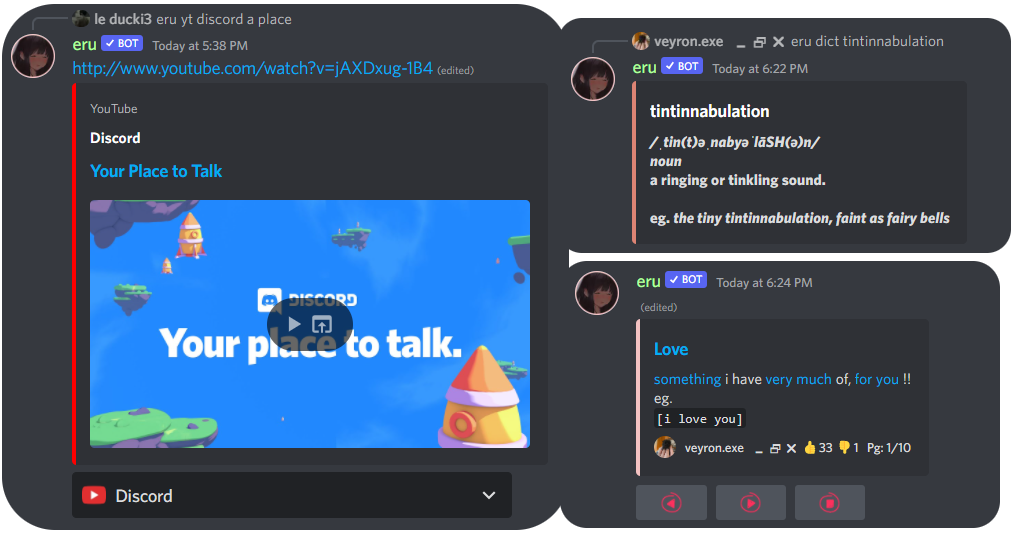 le ducki3 eru yt discord a place
eru ✓ BOT Today at 5:38 PM
http://www.youtube.com/watch?v=jAXDxug-1B4 (edited)
YouTube
Discord
Your Place to Talk
DISCORD
Your place to talk.
Discord
veyron.exe _ 🗗 ✕ eru dict tintinnabulation
eru ✓ BOT Today at 6:22 PM
tintinnabulation
/ˌtin(t)əˌnabyəˈlāSH(ə)n/
noun
a ringing or tinkling sound.
eg. the tiny tintinnabulation, faint as fairy bells
eru ✓ BOT Today at 6:24 PM
(edited)
Love
something i have very much of, for you !!
eg.
[i love you]
veyron.exe _ 🗗 ✕ 👍33 👎1 Pg: 1/10